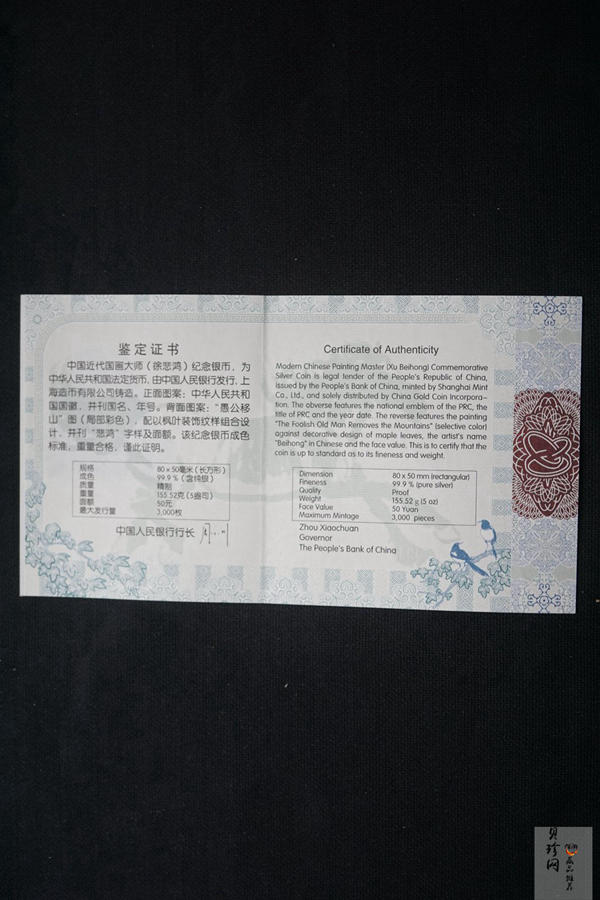 鉴定证书
中国近代国画大师（徐悲鸿）纪念银币，为
中华人民共和国法定货币，由中国人民银行发行，上
海造币有限公司铸造。正面图案：中华人民共和
国国徽，并刊国名、年号。背面图案：“愚公移
山”图（局部彩色），配以枫叶装饰纹样组合设
计，并刊“悲鸿”字样及面额。该纪念银币成色
标准，重量合格，谨此证明。
规格 80 x 50毫米（长方形）
成色 99.9%（含纯银）
质量 精制
重量 155.52克（5盎司）
面额 50元
最大发行量 3,000枚
中国人民银行行长
Certificate of Authenticity
Modern Chinese Painting Master (Xu Beihong) Commemorative
Silver Coin is legal tender of the People's Republic of China,
issued by the People's Bank of China, minted by Shanghai Mint
Co., Ltd., and solely distributed by China Gold Coin Incorpora-
tion. The obverse features the national emblem of the PRC, the
title of PRC and the year date. The reverse features the painting
"The Foolish Old Man Removes the Mountains" (selective color)
against decorative design of maple leaves, the artist's name
"Beihong" in Chinese and the face value. This is to certify that the
coin is up to standard as to its fineness and weight.
Dimension 80 x 50 mm (rectangular)
Fineness 99.9 % (pure silver)
Quality Proof
Weight 155.52 g (5 oz)
Face Value 50 Yuan
Maximum Mintage 3,000 pieces
Zhou Xiaochuan
Governor
The People's Bank of China
贝珍网
藏品推荐